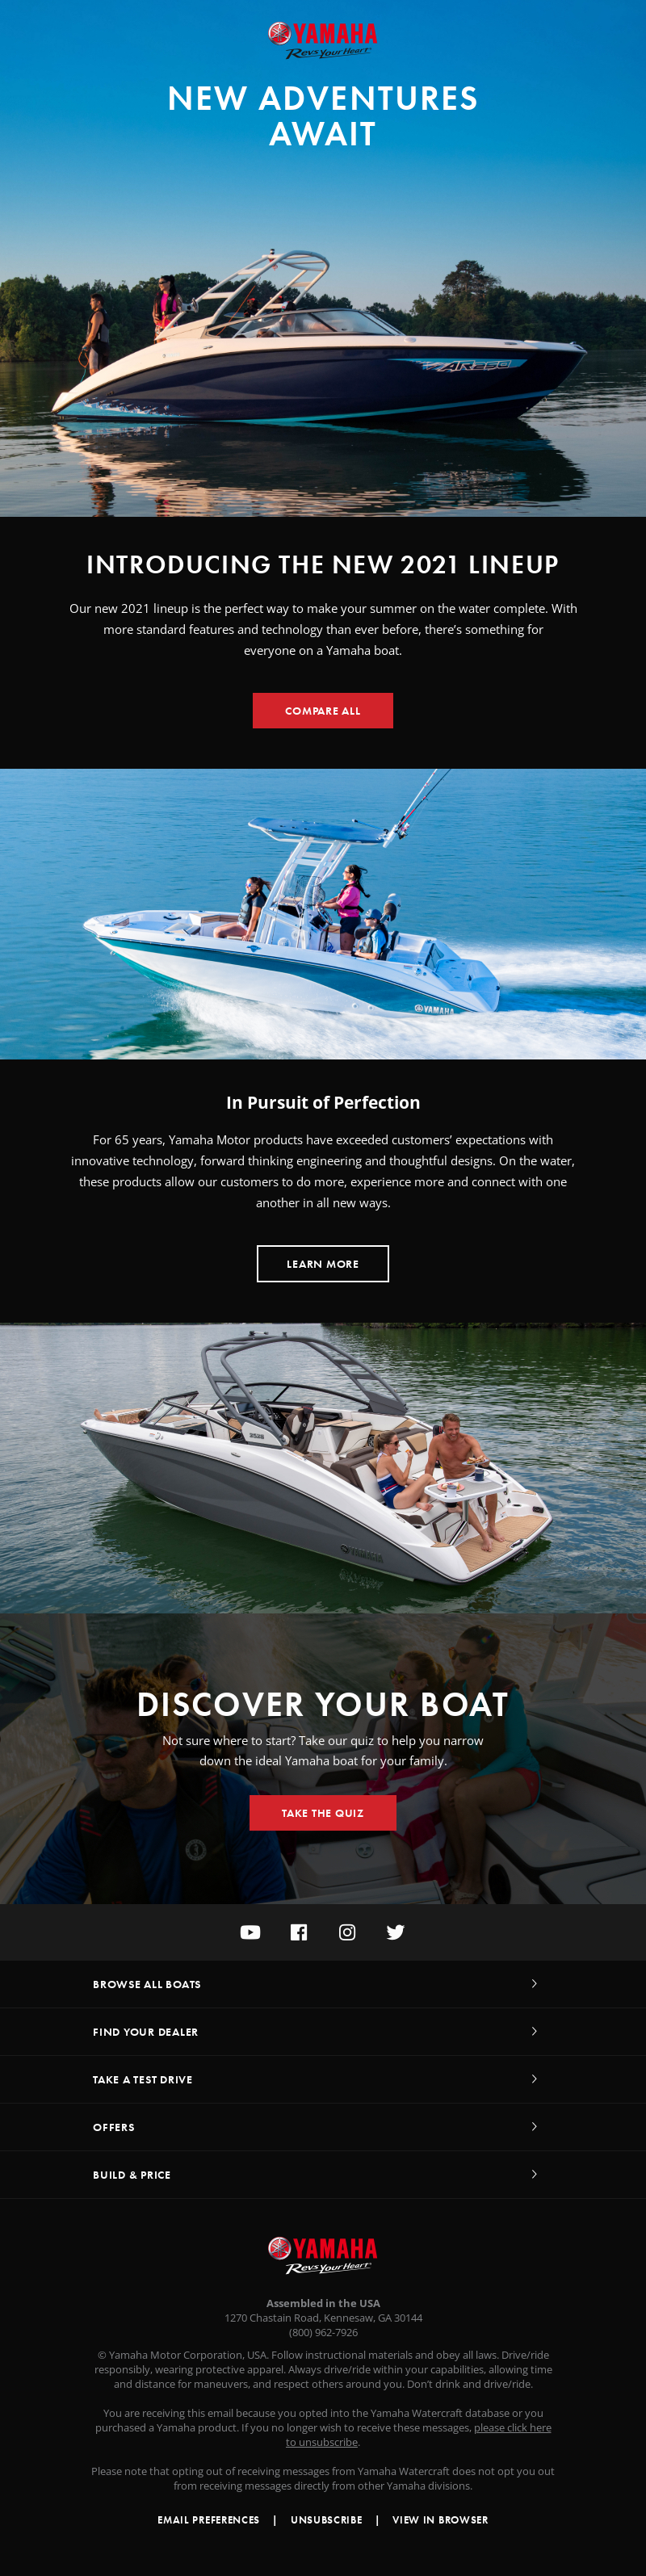 YAMAHA
Revs Your Heart
NEW ADVENTURES
AWAIT
AR250
INTRODUCING THE NEW 2021 LINEUP
Our new 2021 lineup is the perfect way to make your summer on the water complete. With
more standard features and technology than ever before, there’s something for
everyone on a Yamaha boat.
COMPARE ALL
YAMAHA
In Pursuit of Perfection
For 65 years, Yamaha Motor products have exceeded customers’ expectations with
innovative technology, forward thinking engineering and thoughtful designs. On the water,
these products allow our customers to do more, experience more and connect with one
another in all new ways.
LEARN MORE
YAMAHA
DISCOVER YOUR BOAT
Not sure where to start? Take our quiz to help you narrow
down the ideal Yamaha boat for your family.
TAKE THE QUIZ
BROWSE ALL BOATS
FIND YOUR DEALER
TAKE A TEST DRIVE
OFFERS
BUILD & PRICE
YAMAHA
Revs Your Heart
Assembled in the USA
1270 Chastain Road, Kennesaw, GA 30144
(800) 962-7926
© Yamaha Motor Corporation, USA. Follow instructional materials and obey all laws. Drive/ride
responsibly, wearing protective apparel. Always drive/ride within your capabilities, allowing time
and distance for maneuvers, and respect others around you. Don’t drink and drive/ride.
You are receiving this email because you opted into the Yamaha Watercraft database or you
purchased a Yamaha product. If you no longer wish to receive these messages, please click here
to unsubscribe.
Please note that opting out of receiving messages from Yamaha Watercraft does not opt you out
from receiving messages directly from other Yamaha divisions.
EMAIL PREFERENCES | UNSUBSCRIBE | VIEW IN BROWSER